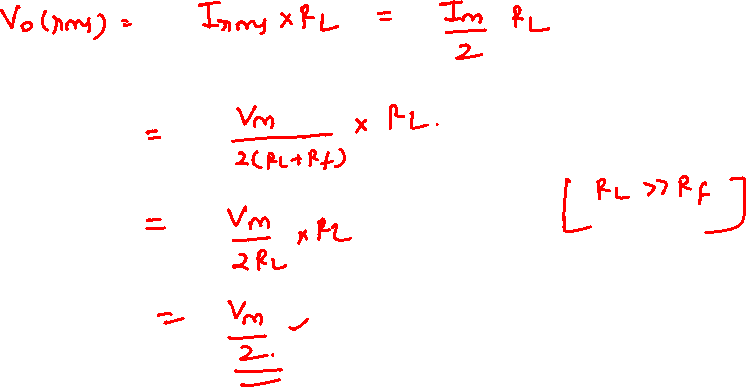 V₀(rms) = Irms × RL = Im/2 RL
= Vm/2(RL+Rf) × RL.
[RL >> Rf]
= Vm/2RL × RL
= Vm/2. ✓